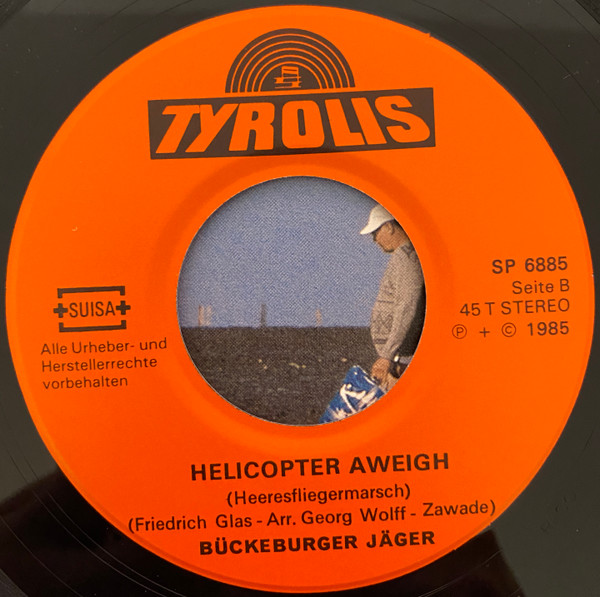 TYROLIS
SUISA
Alle Urheber- und
Herstellerrechte
vorbehalten
SP 6885
Seite B
45 T STEREO
Ⓟ + © 1985
HELICOPTER AWEIGH
(Heeresfliegermarsch)
(Friedrich Glas - Arr. Georg Wolff - Zawade)
BÜCKEBURGER JÄGER